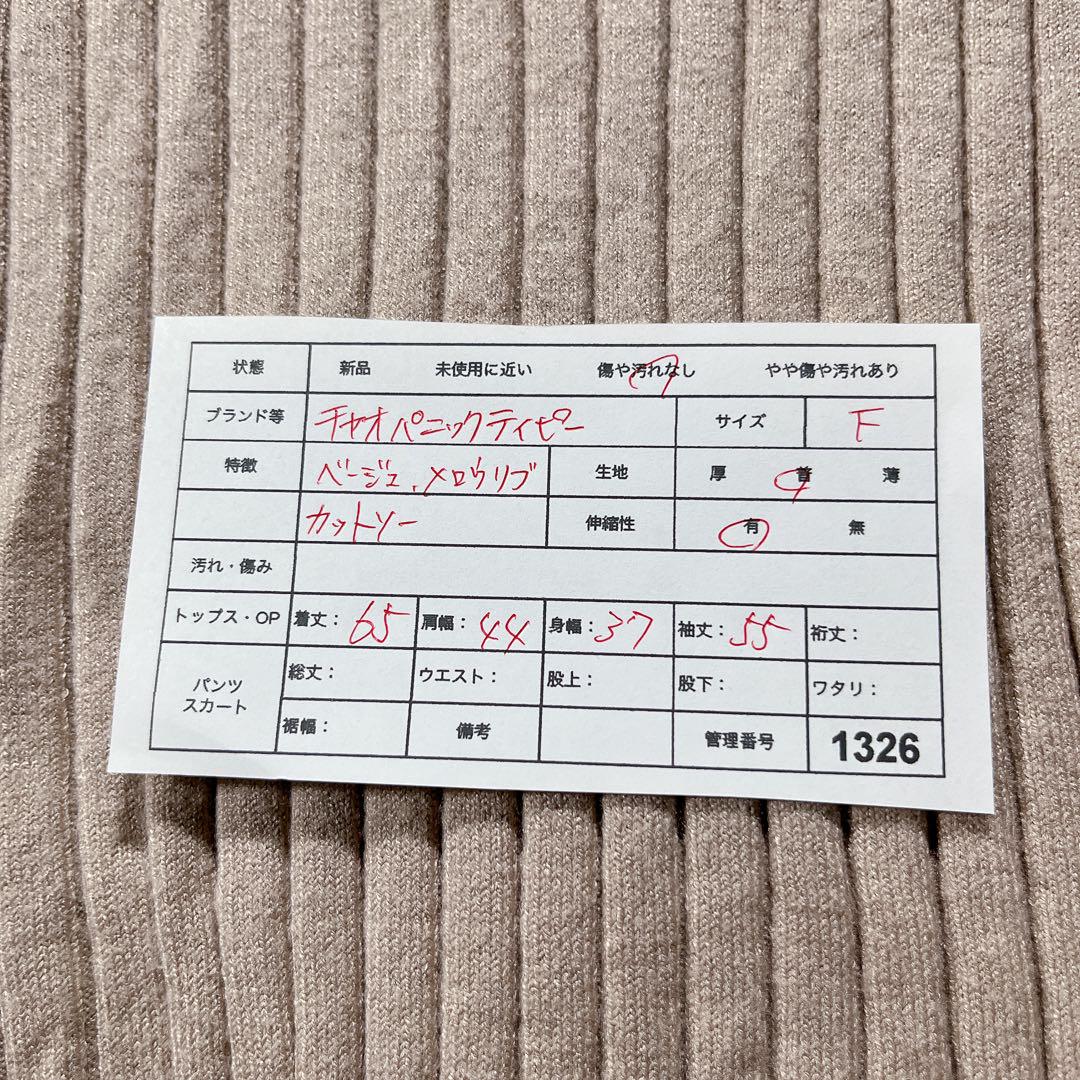 状態 新品 未使用に近い 傷や汚れなし やや傷や汚れあり
ブランド等 チャオパニックティピー サイズ F
特徴 ベージュ、メロウリブ 生地 厚 普 薄
カットソー 伸縮性 有 無
汚れ・傷み
トップス・OP 着丈: 65 肩幅: 44 身幅: 37 袖丈: 55 裄丈:
パンツ
スカート
総丈: ウエスト: 股上: 股下: ワタリ:
裾幅: 備考 管理番号 1326